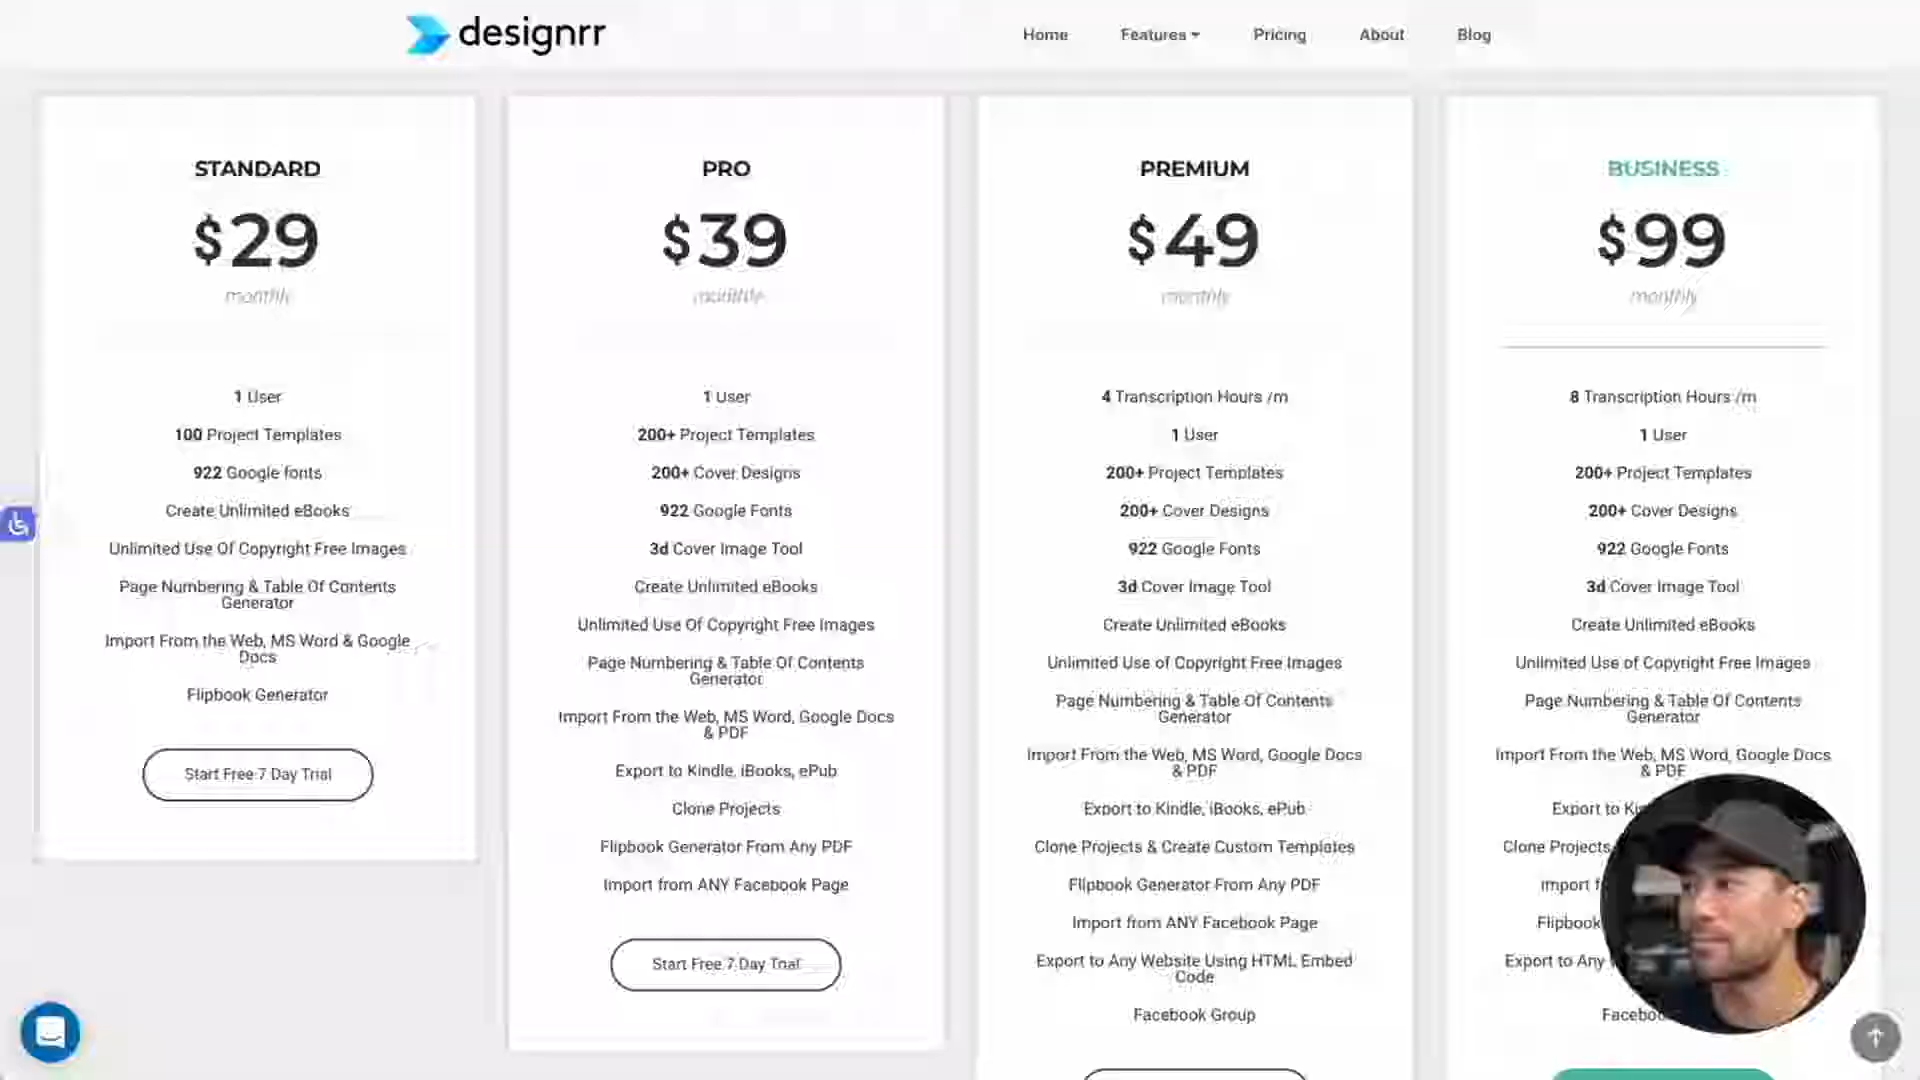 designrr
Home
Features
Pricing
About
Blog
STANDARD
$29
monthly
1 User
100 Project Templates
922 Google fonts
Create Unlimited eBooks
Unlimited Use Of Copyright Free Images
Page Numbering & Table Of Contents
Generator
Import From the Web, MS Word & Google
Docs
Flipbook Generator
Start Free 7 Day Trial
PRO
$39
monthly
1 User
200+ Project Templates
200+ Cover Designs
922 Google Fonts
3d Cover Image Tool
Create Unlimited eBooks
Unlimited Use Of Copyright Free Images
Page Numbering & Table Of Contents
Generator
Import From the Web, MS Word, Google Docs
& PDF
Export to Kindle, iBooks, ePub
Clone Projects
Flipbook Generator From Any PDF
Import from ANY Facebook Page
Start Free 7 Day Trial
PREMIUM
$49
monthly
4 Transcription Hours /m
1 User
200+ Project Templates
200+ Cover Designs
922 Google Fonts
3d Cover Image Tool
Create Unlimited eBooks
Unlimited Use of Copyright Free Images
Page Numbering & Table Of Contents
Generator
Import From the Web, MS Word, Google Docs
& PDF
Export to Kindle, iBooks, ePub
Clone Projects & Create Custom Templates
Flipbook Generator From Any PDF
Import from ANY Facebook Page
Export to Any Website Using HTML Embed
Code
Facebook Group
BUSINESS
$99
monthly
8 Transcription Hours /m
1 User
200+ Project Templates
200+ Cover Designs
922 Google Fonts
3d Cover Image Tool
Create Unlimited eBooks
Unlimited Use of Copyright Free Images
Page Numbering & Table Of Contents
Generator
Import From the Web, MS Word, Google Docs
& PDF
Export to
Clone Projects
Import
Flipbook
Export to Any